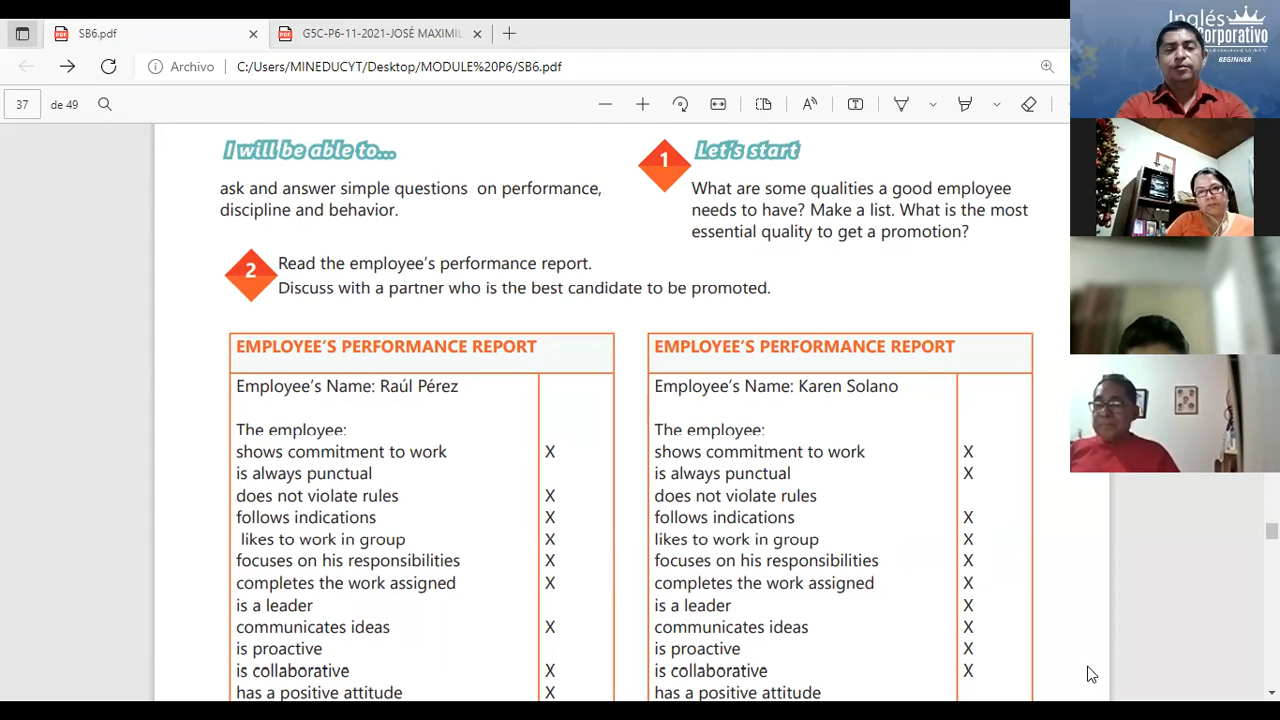 SB6.pdf
G5C-P6-11-2021-JOSÉ MAXIMIL
Archivo
C:/Users/MINEDUCYT/Desktop/MODULE%20P6/SB6.pdf
37
de 49
I will be able to...
ask and answer simple questions on performance,
discipline and behavior.
1
Let's start
What are some qualities a good employee
needs to have? Make a list. What is the most
essential quality to get a promotion?
2
Read the employee's performance report.
Discuss with a partner who is the best candidate to be promoted.
EMPLOYEE'S PERFORMANCE REPORT
Employee's Name: Raúl Pérez
The employee:
shows commitment to work X
is always punctual
does not violate rules X
follows indications X
likes to work in group X
focuses on his responsibilities X
completes the work assigned X
is a leader
communicates ideas X
is proactive
is collaborative X
has a positive attitude X
EMPLOYEE'S PERFORMANCE REPORT
Employee's Name: Karen Solano
The employee:
shows commitment to work X
is always punctual X
does not violate rules
follows indications X
likes to work in group X
focuses on his responsibilities X
completes the work assigned X
is a leader X
communicates ideas X
is proactive X
is collaborative X
has a positive attitude
Inglés
BEGINNER